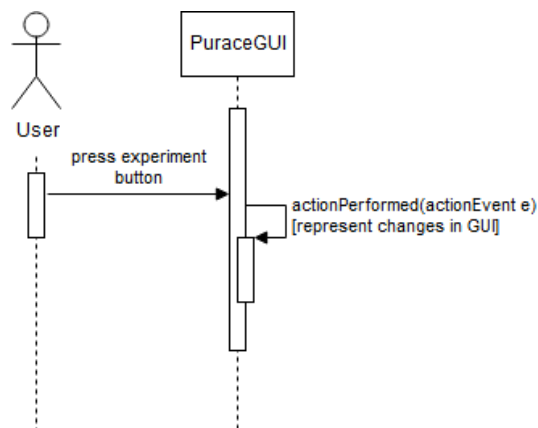 PuraceGUI
User
press experiment
button
actionPerformed(actionEvent e)
[represent changes in GUI]